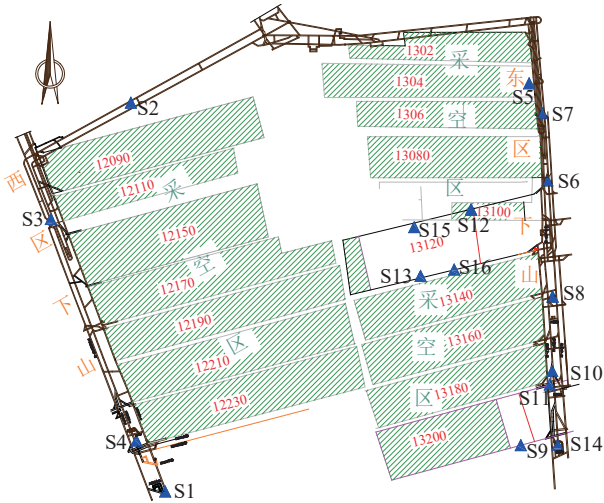 1302
采
1304
东
S5
S2
1306
空
S7
13080
区
12090
西
12110
采
区
S6
S3
区
12150
S12
13100
S15
下
13120
空
S13
S16
山
12170
下
采
13140
S8
12190
空
13160
山
12210
区
S10
区
13180
S11
12230
13200
S4
S9
S14
S1